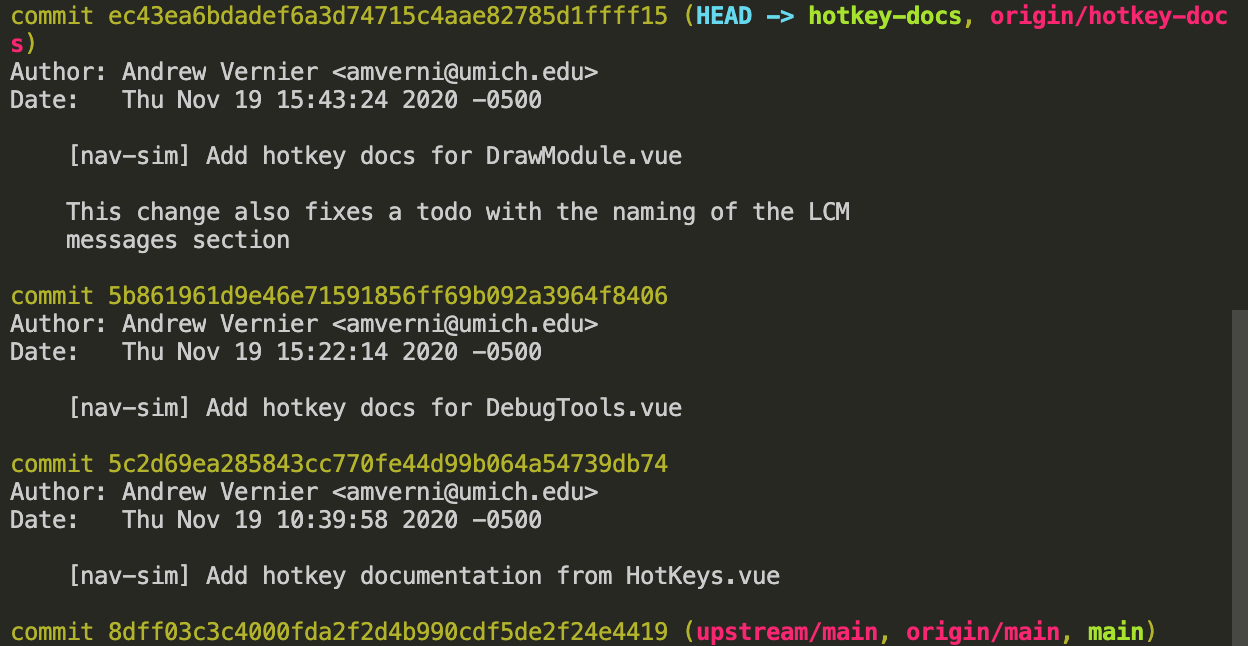 commit ec43ea6bdadef6a3d74715c4aae82785d1ffff15 (HEAD -> hotkey-docs, origin/hotkey-doc
s)
Author: Andrew Vernier <amverni@umich.edu>
Date:   Thu Nov 19 15:43:24 2020 -0500
    [nav-sim] Add hotkey docs for DrawModule.vue
    This change also fixes a todo with the naming of the LCM
    messages section
commit 5b861961d9e46e71591856ff69b092a3964f8406
Author: Andrew Vernier <amverni@umich.edu>
Date:   Thu Nov 19 15:22:14 2020 -0500
    [nav-sim] Add hotkey docs for DebugTools.vue
commit 5c2d69ea285843cc770fe44d99b064a54739db74
Author: Andrew Vernier <amverni@umich.edu>
Date:   Thu Nov 19 10:39:58 2020 -0500
    [nav-sim] Add hotkey documentation from HotKeys.vue
commit 8dff03c3c4000fda2f2d4b990cdf5de2f24e4419 (upstream/main, origin/main, main)